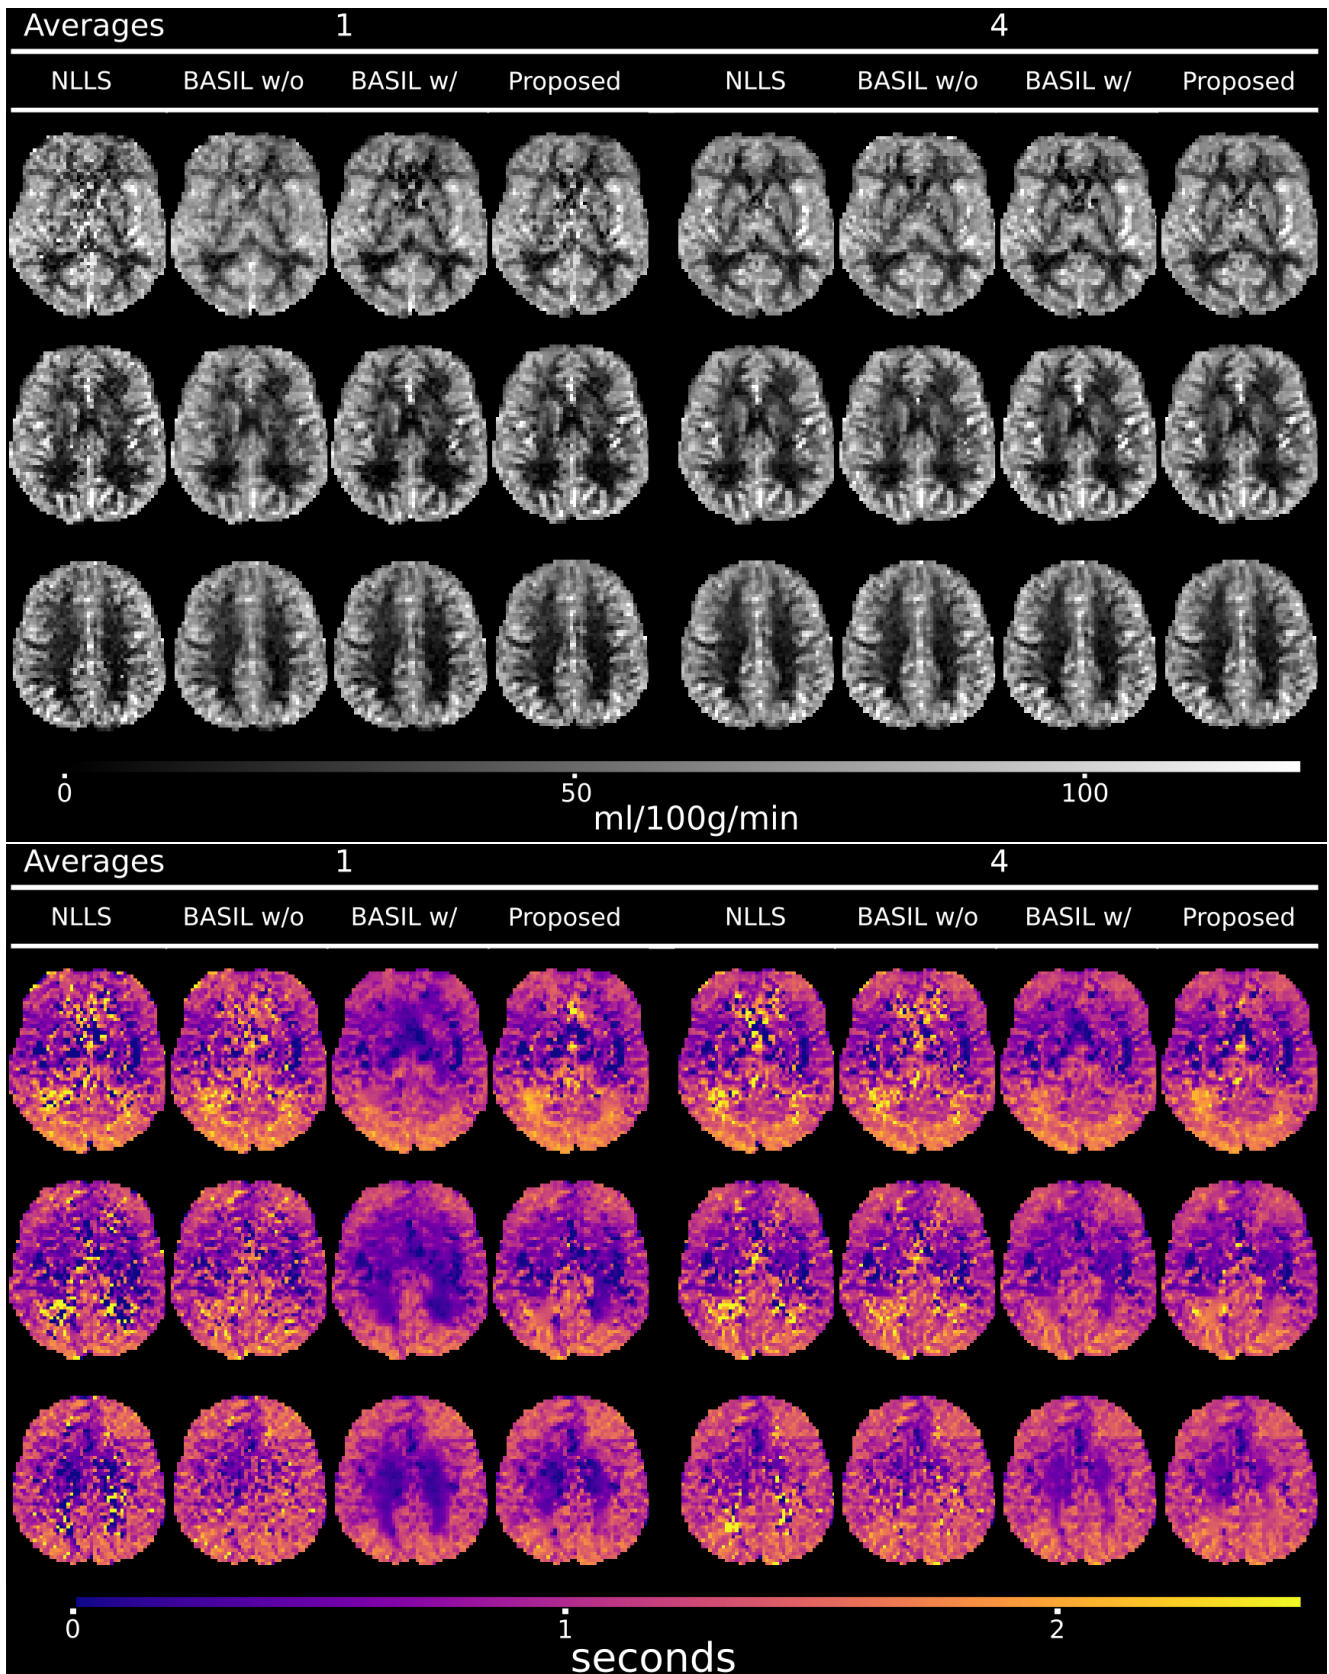 Averages 1 4
NLLS BASIL w/o BASIL w/ Proposed NLLS BASIL w/o BASIL w/ Proposed
0 50 100
ml/100g/min
Averages 1 4
NLLS BASIL w/o BASIL w/ Proposed NLLS BASIL w/o BASIL w/ Proposed
0 1 2
seconds